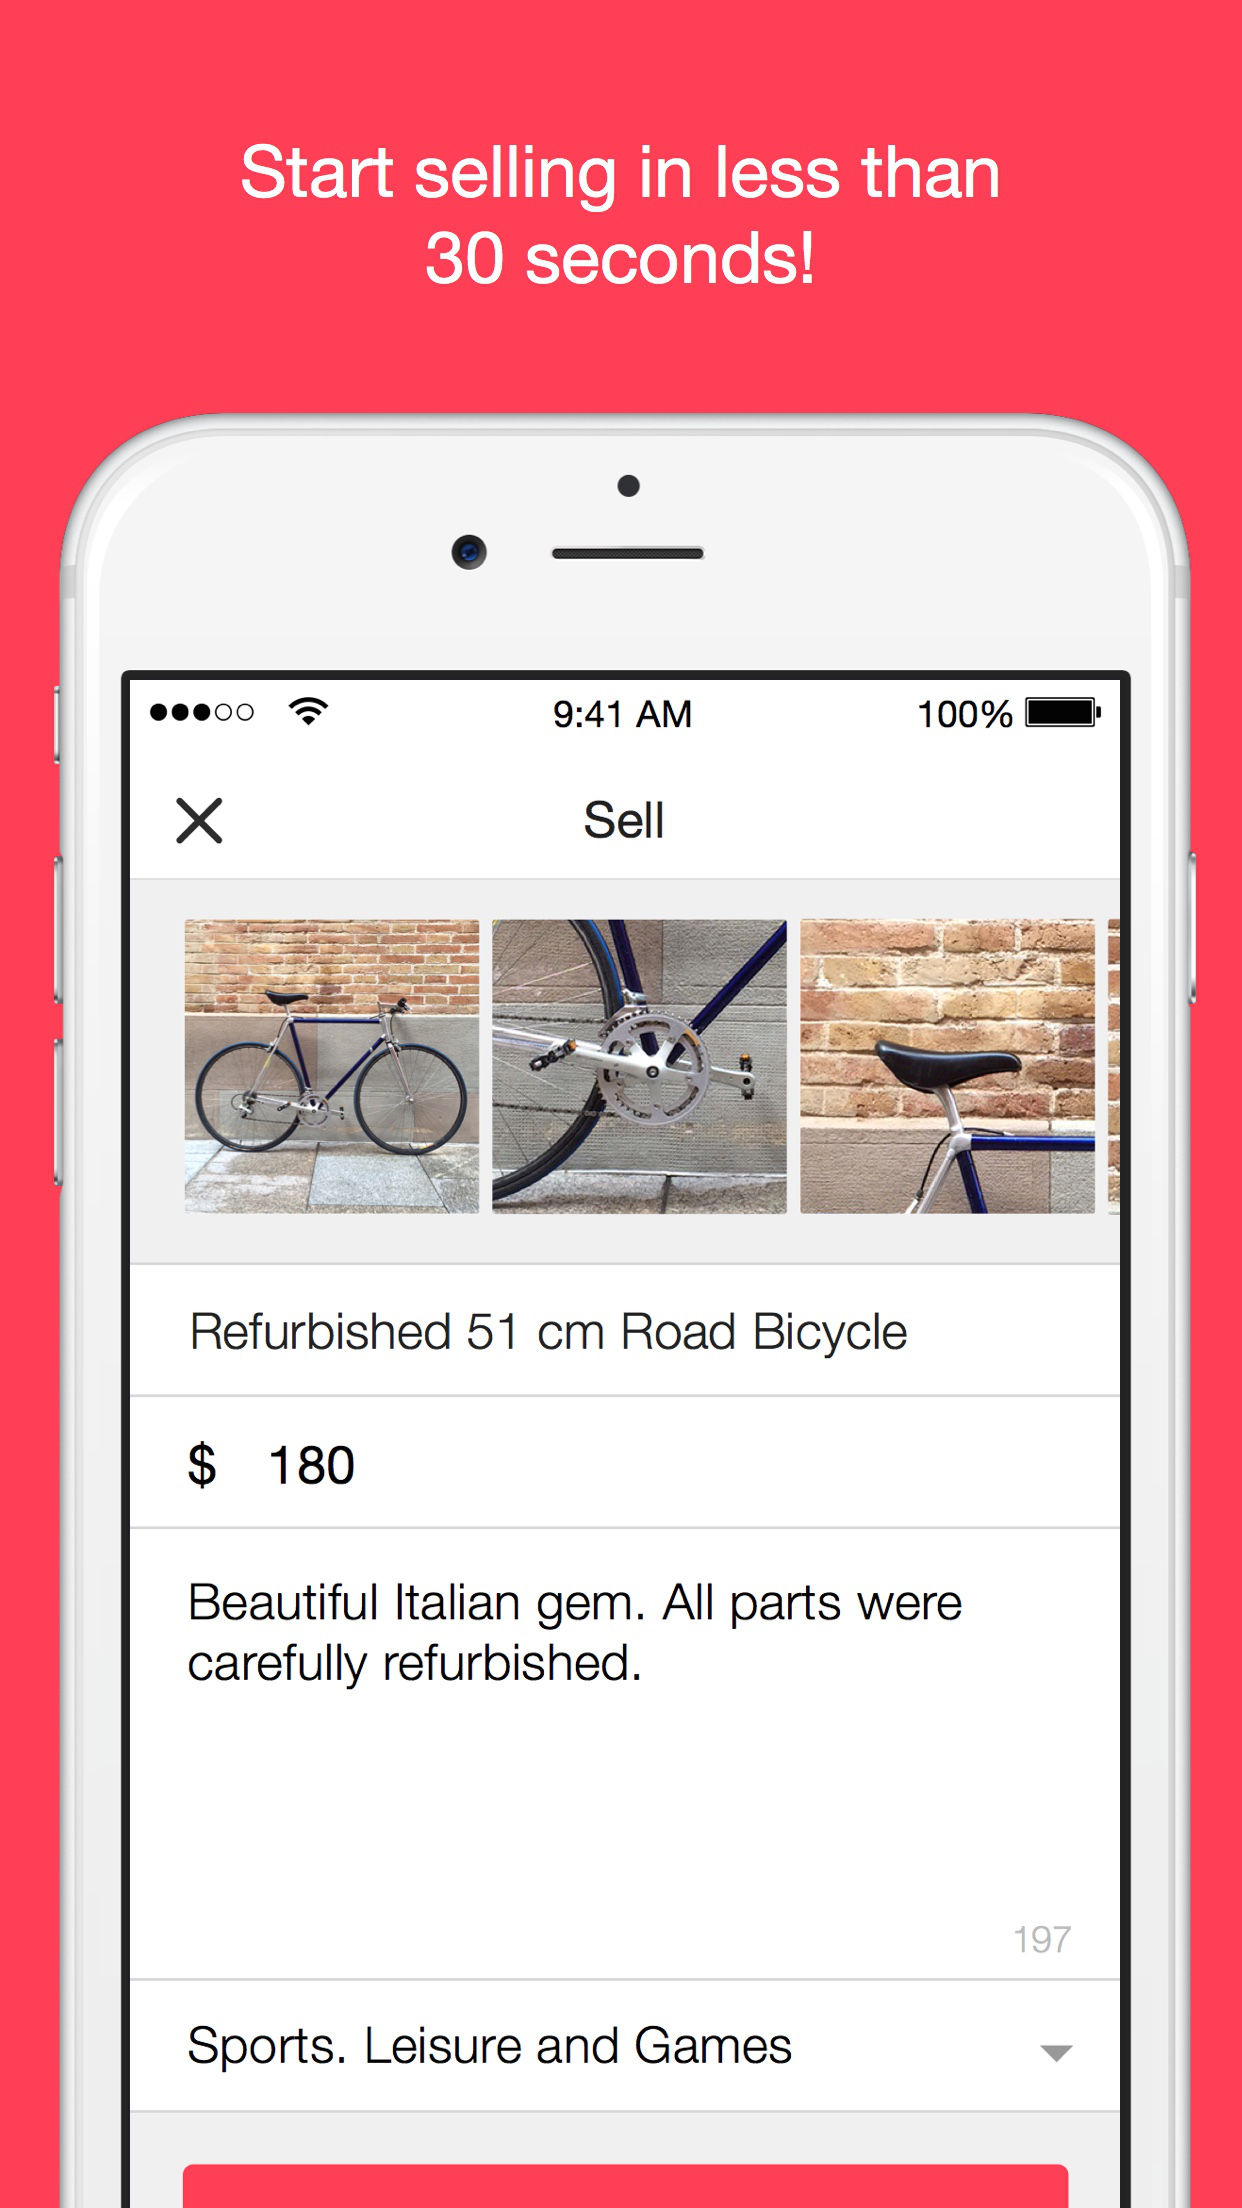 Start selling in less than
30 seconds!
9:41 AM 100%
Sell
Refurbished 51 cm Road Bicycle
$ 180
Beautiful Italian gem. All parts were
carefully refurbished.
197
Sports. Leisure and Games